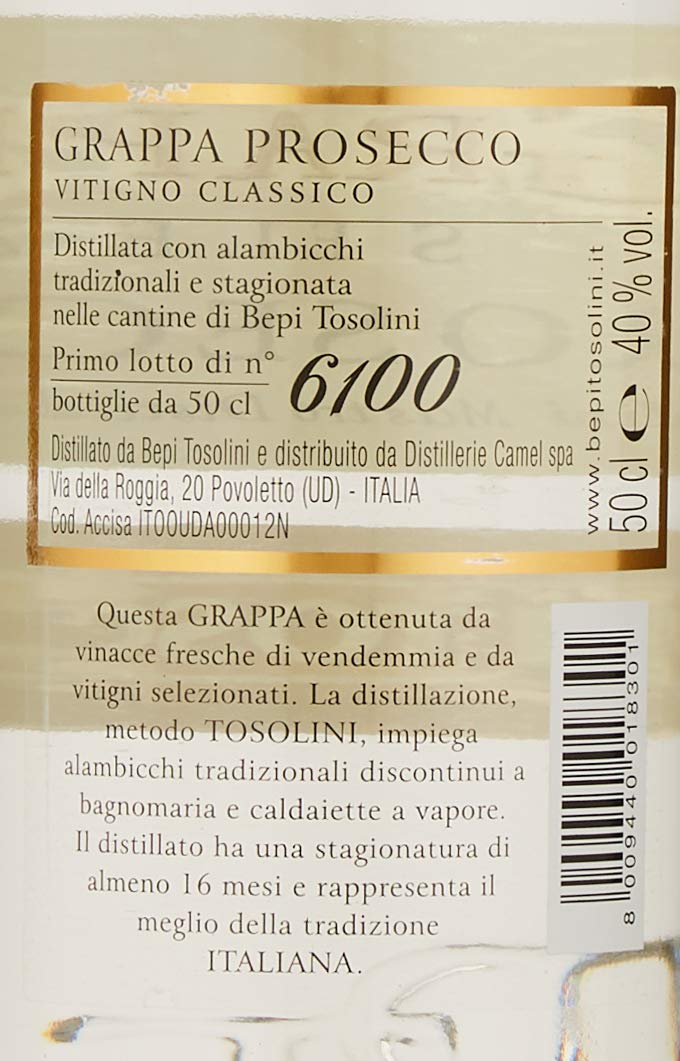 GRAPPA PROSECCO
VITIGNO CLASSICO
Distillata con alambicchi
tradizionali e stagionata
nelle cantine di Bepi Tosolini
Primo lotto di n° 6100
bottiglie da 50 cl
Distillato da Bepi Tosolini e distribuito da Distillerie Camel spa
Via della Roggia, 20 Povoletto (UD) - ITALIA
Cod. Accisa IT00UDA00012N
www.bepitosolini.it
50 cl e 40 % vol.
Questa GRAPPA è ottenuta da
vinacce fresche di vendemmia e da
vitigni selezionati. La distillazione,
metodo TOSOLINI, impiega
alambicchi tradizionali discontinui a
bagnomaria e caldaiette a vapore.
Il distillato ha una stagionatura di
almeno 16 mesi e rappresenta il
meglio della tradizione
ITALIANA.
8 009440 018301